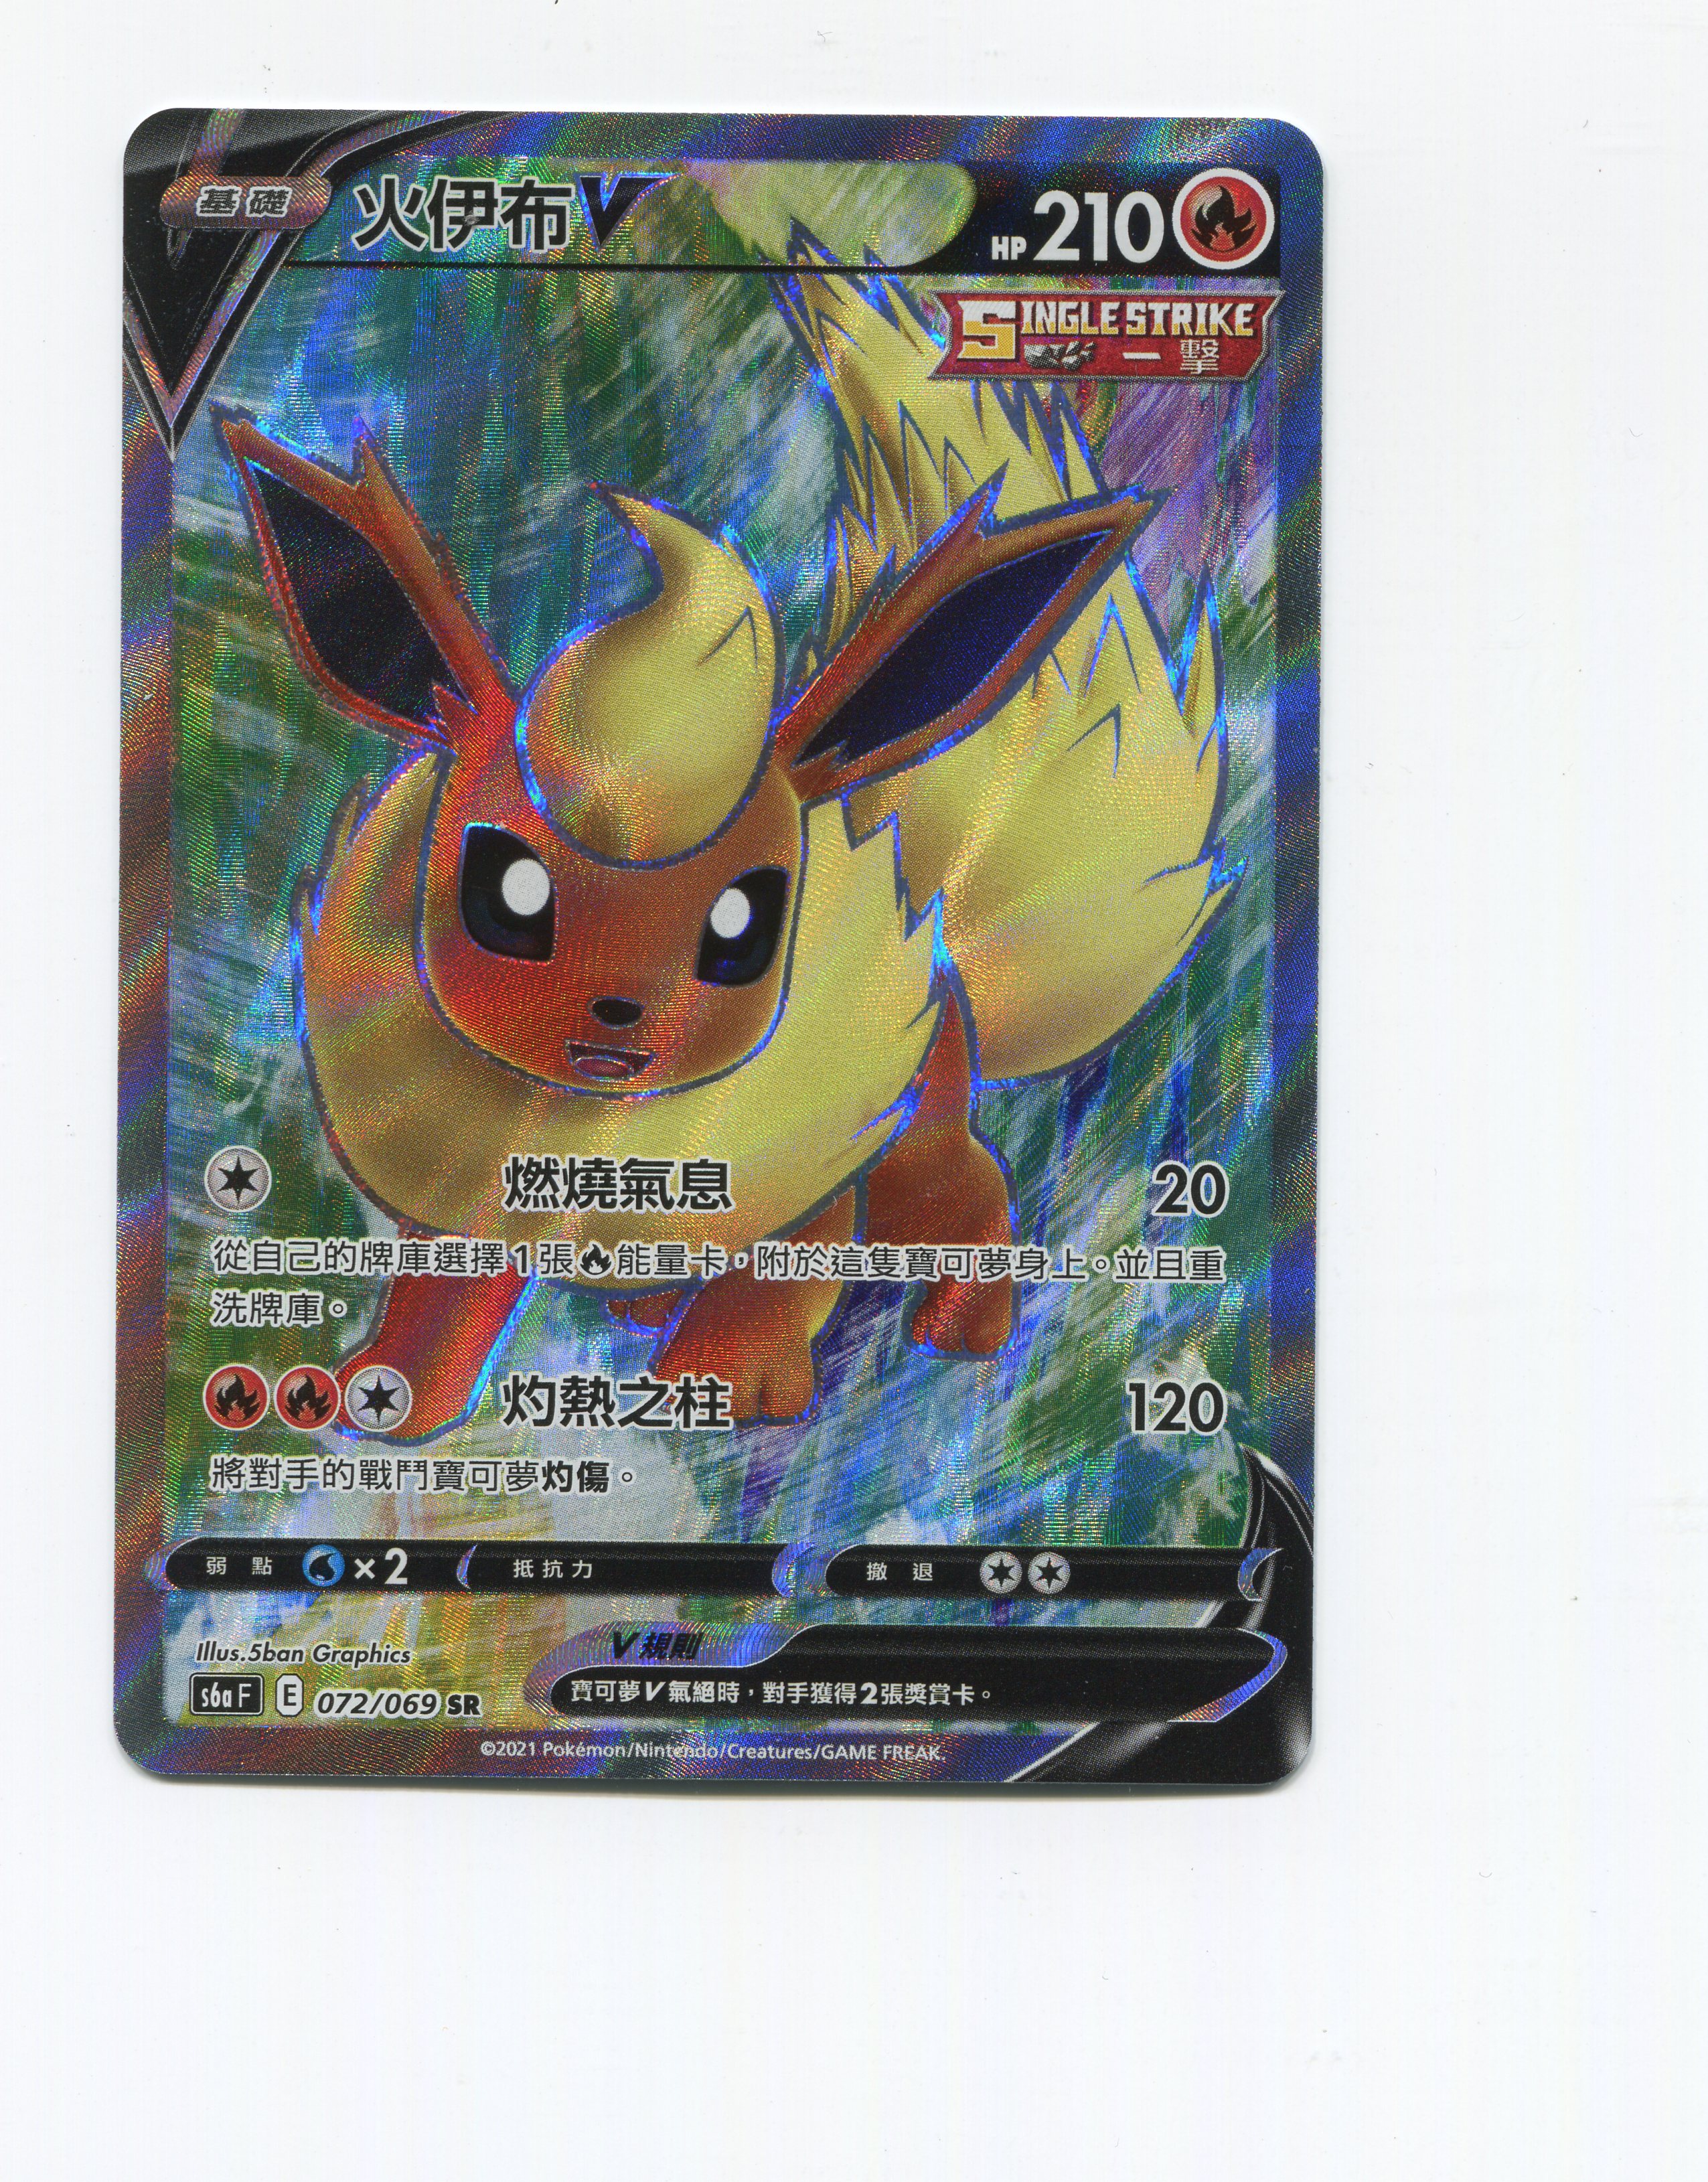 基礎 火伊布V HP 210
SINGLE STRIKE
一擊
燃燒氣息 20
從自己的牌庫選擇1張能量卡，附於這隻寶可夢身上。並且重
洗牌庫。
灼熱之柱 120
將對手的戰鬥寶可夢灼傷。
弱點 ×2 抵抗力 撤退
Illus.5ban Graphics
V規則
s6a F E 072/069 SR
寶可夢V氣絕時，對手獲得2張獎賞卡。
©2021 Pokémon/Nintendo/Creatures/GAME FREAK.